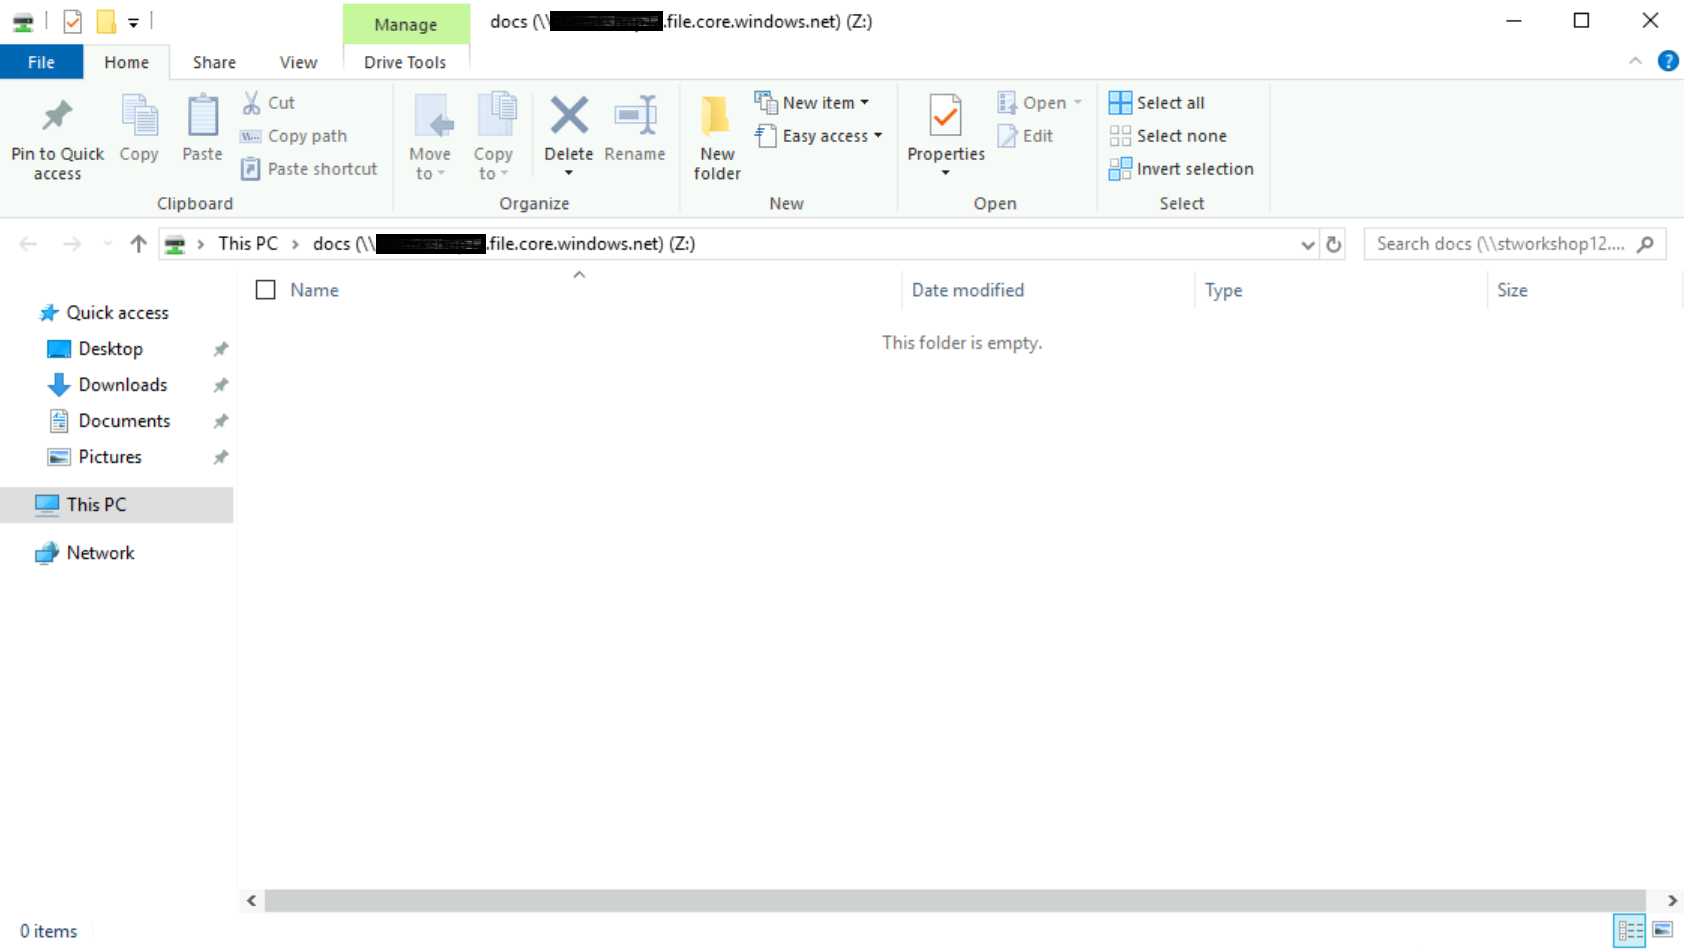 Manage
docs (\\ .file.core.windows.net) (Z:)
File
Home
Share
View
Drive Tools
Pin to Quick access
Copy
Paste
Cut
Copy path
Paste shortcut
Clipboard
Move to
Copy to
Delete
Rename
Organize
New folder
New item
Easy access
New
Properties
Open
Edit
Open
Select all
Select none
Invert selection
Select
This PC
docs (\\ .file.core.windows.net) (Z:)
Search docs (\\stworkshop12....
Name
Date modified
Type
Size
This folder is empty.
Quick access
Desktop
Downloads
Documents
Pictures
This PC
Network
0 items